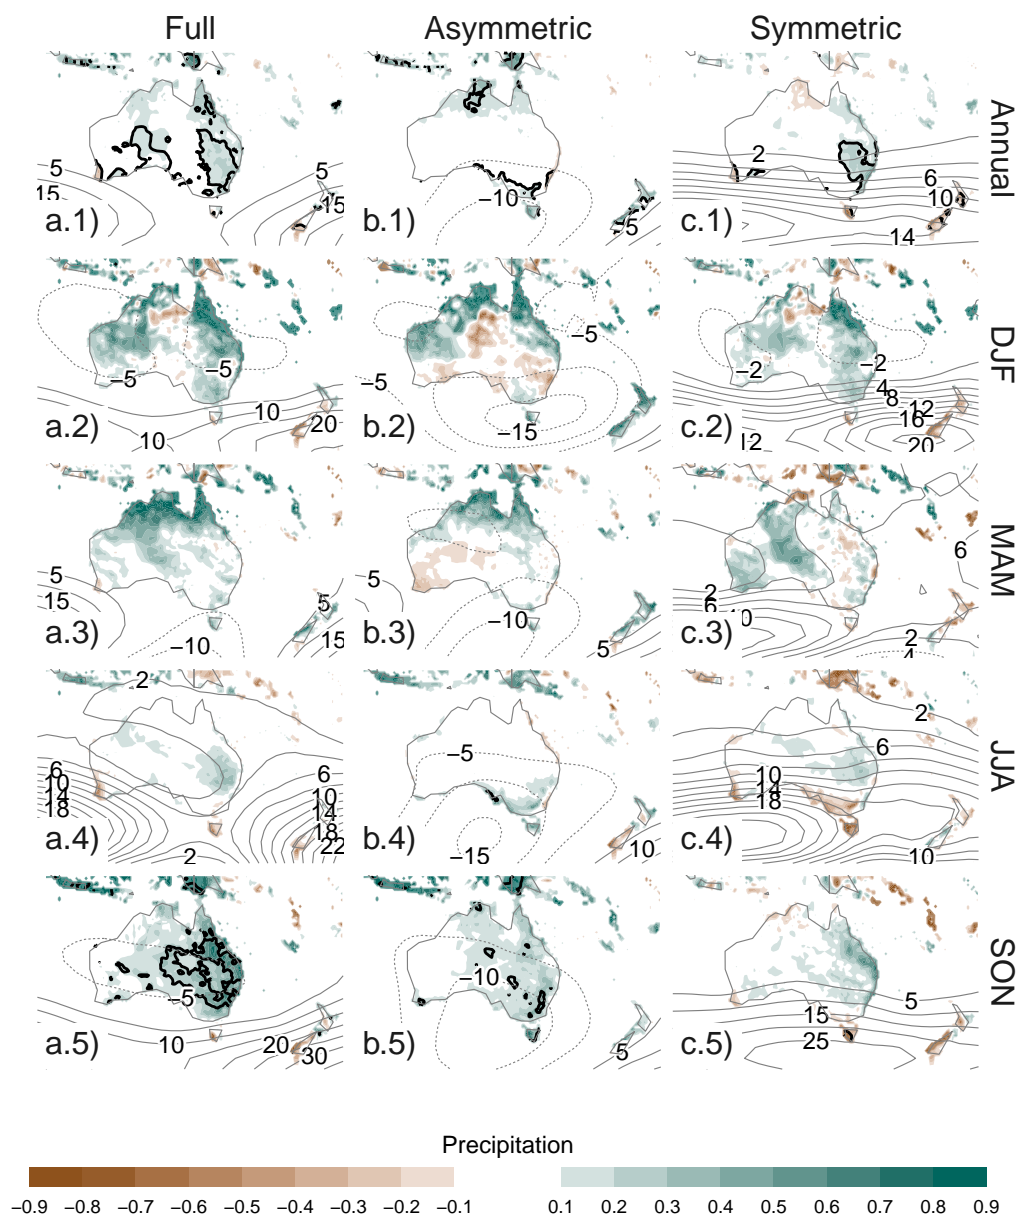 Full Asymmetric Symmetric
Annual
5 5 15 15 a.1)
−10 5 b.1)
2 6 10 14 c.1)
DJF
−5 −5 10 10 20 a.2)
−5 −5 −15 b.2)
−2 −2 4 8 12 16 20 12 c.2)
MAM
5 15 5 −10 15 a.3)
5 −10 5 b.3)
6 2 6 2 4 c.3)
JJA
2 6 10 14 18 6 10 14 18 22 2 a.4)
−5 −15 10 b.4)
2 6 10 14 18 10 c.4)
SON
−5 10 20 30 a.5)
−10 5 b.5)
5 15 25 c.5)
Precipitation
−0.9 −0.8 −0.7 −0.6 −0.5 −0.4 −0.3 −0.2 −0.1 0.1 0.2 0.3 0.4 0.5 0.6 0.7 0.8 0.9